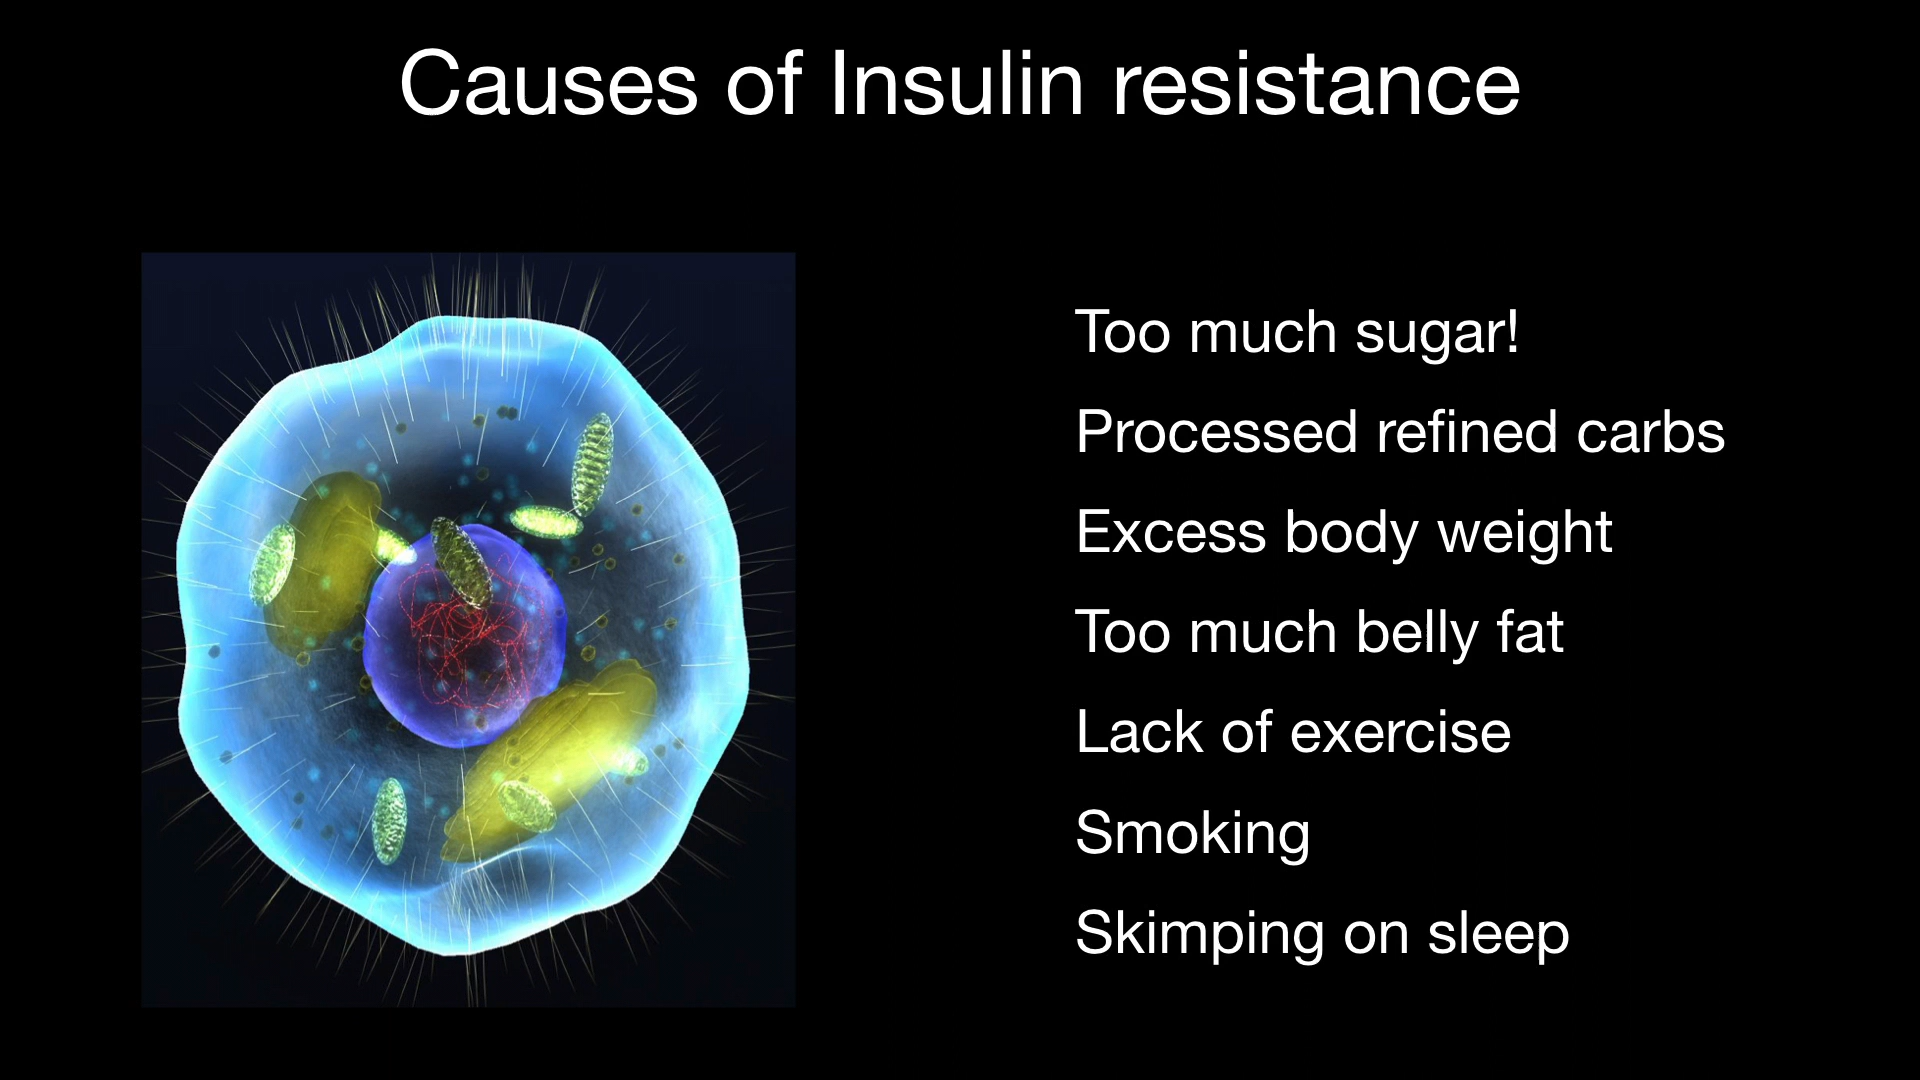 Causes of Insulin resistance
Too much sugar!
Processed refined carbs
Excess body weight
Too much belly fat
Lack of exercise
Smoking
Skimping on sleep